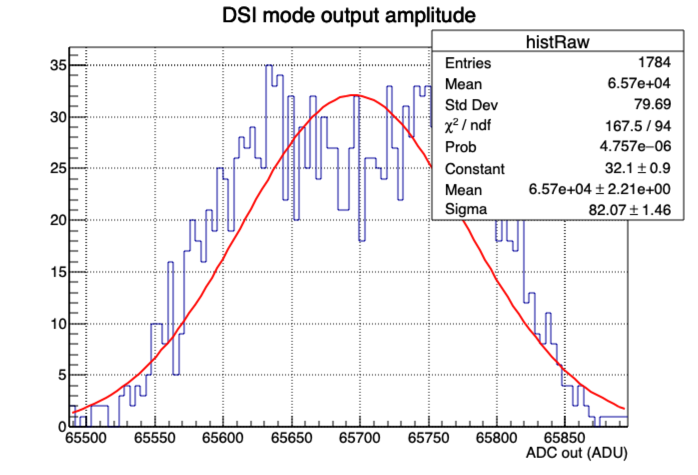 DSI mode output amplitude
histRaw
Entries 1784
Mean 6.57e+04
Std Dev 79.69
χ² / ndf 167.5 / 94
Prob 4.757e−06
Constant 32.1 ± 0.9
Mean 6.57e+04 ± 2.21e+00
Sigma 82.07 ± 1.46
35
30
25
20
15
10
5
0
65500 65550 65600 65650 65700 65750 65800 65850
ADC out (ADU)